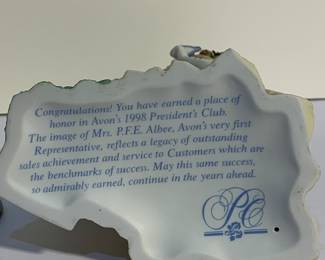 Congratulations! You have earned a place of
honor in Avon's 1998 President's Club.
The image of Mrs. P.F.E. Albee, Avon's very first
Representative, reflects a legacy of outstanding
sales achievement and service to Customers which are
the benchmarks of success. May this same success,
so admirably earned, continue in the years ahead.
PC